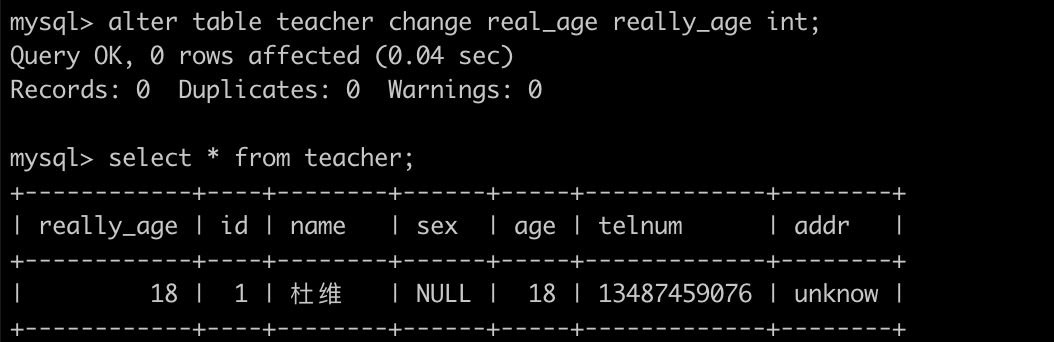 mysql> alter table teacher change real_age really_age int;
Query OK, 0 rows affected (0.04 sec)
Records: 0  Duplicates: 0  Warnings: 0

mysql> select * from teacher;
+------------+----+--------+------+-----+-------------+--------+
| really_age | id | name   | sex  | age | telnum      | addr   |
+------------+----+--------+------+-----+-------------+--------+
|         18 |  1 | 杜维   | NULL |  18 | 13487459076 | unknow |
+------------+----+--------+------+-----+-------------+--------+